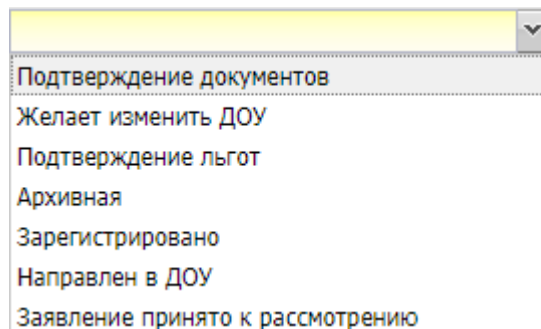 Подтверждение документов
Желает изменить ДОУ
Подтверждение льгот
Архивная
Зарегистрировано
Направлен в ДОУ
Заявление принято к рассмотрению